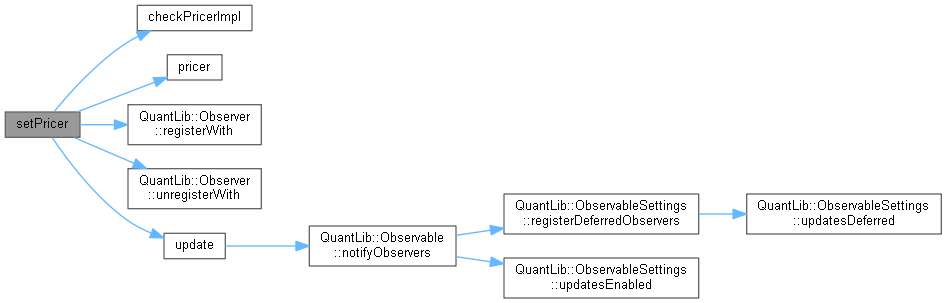 setPricer
checkPricerImpl
pricer
QuantLib::Observer
::registerWith
QuantLib::Observer
::unregisterWith
update
QuantLib::Observable
::notifyObservers
QuantLib::ObservableSettings
::registerDeferredObservers
QuantLib::ObservableSettings
::updatesDeferred
QuantLib::ObservableSettings
::updatesEnabled